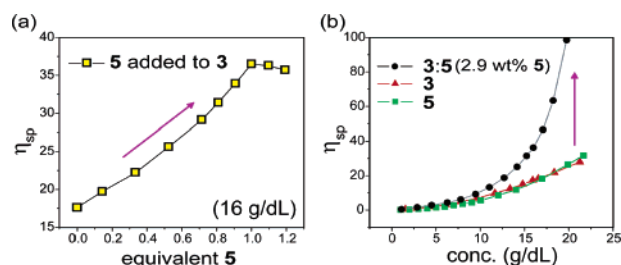 (a)
40
35
30
25
20
15
η_sp
5 added to 3
(16 g/dL)
0.0 0.2 0.4 0.6 0.8 1.0 1.2
equivalent 5
(b)
100
80
60
40
20
0
η_sp
3:5 (2.9 wt% 5)
3
5
0 5 10 15 20 25
conc. (g/dL)